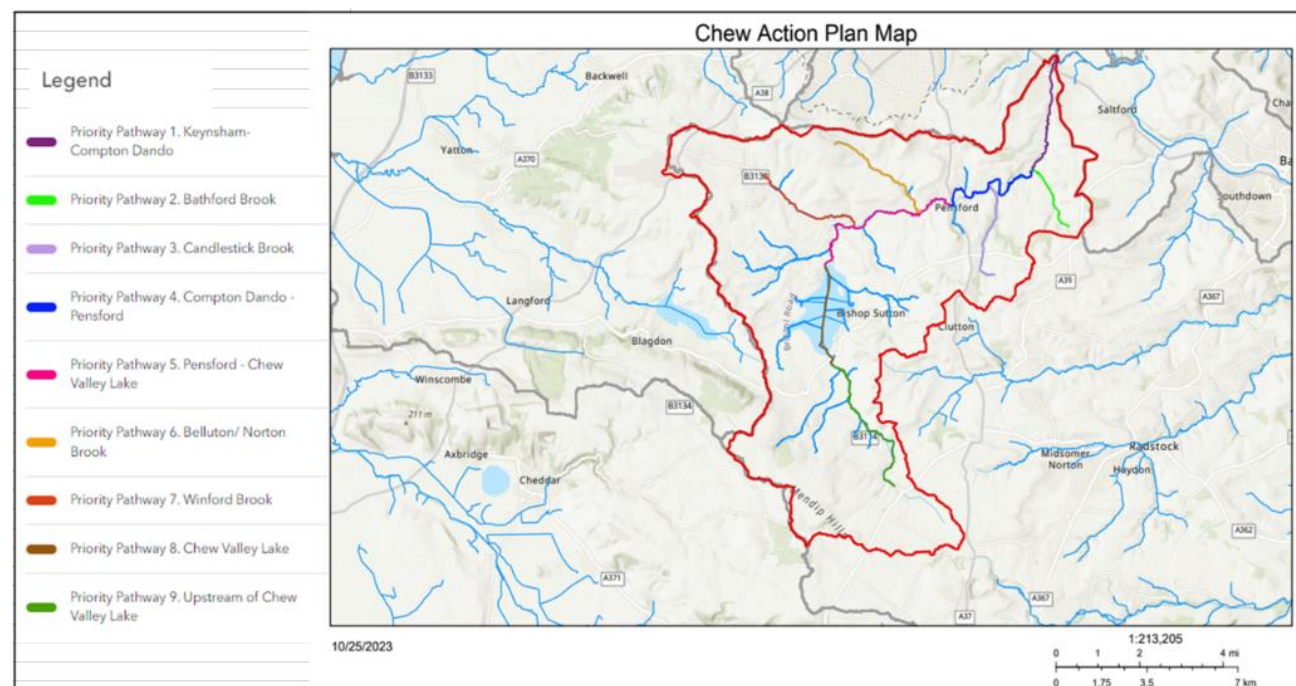 Chew Action Plan Map
Legend
Priority Pathway 1. Keynsham-
Compton Dando
Priority Pathway 2. Bathford Brook
Priority Pathway 3. Candlestick Brook
Priority Pathway 4. Compton Dando -
Pensford
Priority Pathway 5. Pensford - Chew
Valley Lake
Priority Pathway 6. Belluton/ Norton
Brook
Priority Pathway 7. Winford Brook
Priority Pathway 8. Chew Valley Lake
Priority Pathway 9. Upstream of Chew
Valley Lake
B3133
Backwell
A38
Saltford
Yatton
A370
Southdown
Pensford
Langford
Bishop Sutton
A39
A367
Clutton
Blagdon
Winscombe
B3134
211 m
Axbridge
Cheddar
Mendip Hills
Midsomer
Norton
Radstock
Haydon
A362
A371
A37
A367
10/25/2023
1:213,205
0 1 2 4 mi
0 1.75 3.5 7 km